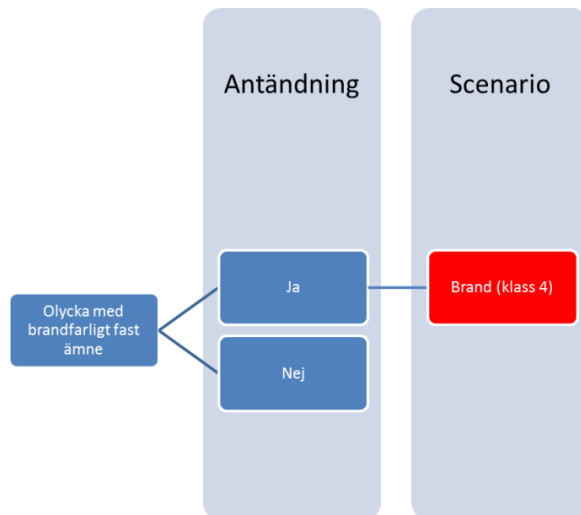 Antändning
Scenario
Olycka med
brandfarligt fast
ämne
Ja
Brand (klass 4)
Nej